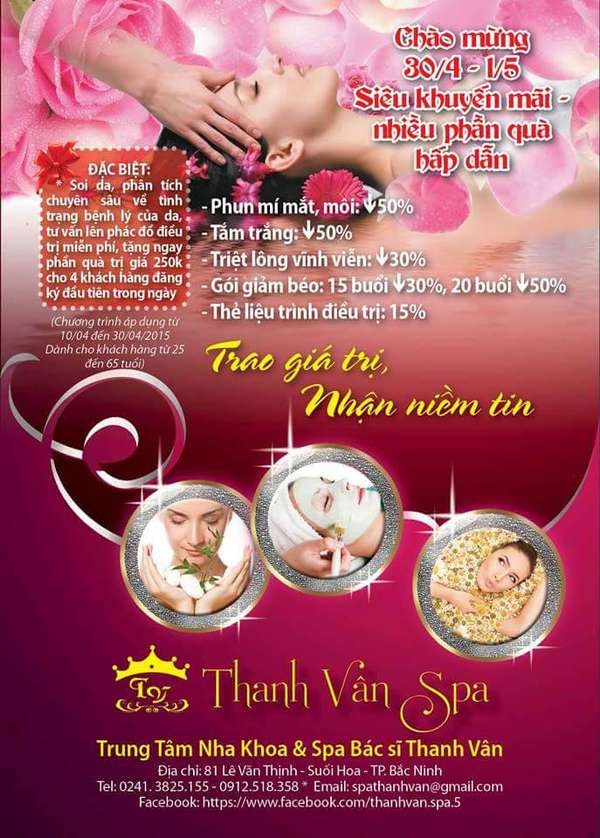 Chào mừng
30/4 - 1/5
Siêu khuyến mãi -
nhiều phần quà
hấp dẫn
ĐẶC BIỆT:
* Soi da, phân tích
chuyên sâu về tình
trạng bệnh lý của da,
tư vấn lên phác đồ điều
trị miễn phí, tặng ngay
phần quà trị giá 250k
cho 4 khách hàng đăng
ký đầu tiên trong ngày
(Chương trình áp dụng từ
10/04 đến 30/04/2015
Dành cho khách hàng từ 25
đến 65 tuổi)
- Phun mí mắt, môi: ↓50%
- Tắm trắng: ↓50%
- Triệt lông vĩnh viễn: ↓30%
- Gói giảm béo: 15 buổi ↓30%, 20 buổi ↓50%
- Thẻ liệu trình điều trị: 15%
Trao giá trị,
Nhận niềm tin
Thanh Vân Spa
Trung Tâm Nha Khoa & Spa Bác sĩ Thanh Vân
Địa chỉ: 81 Lê Văn Thịnh - Suối Hoa - TP. Bắc Ninh
Tel: 0241. 3825.155 - 0912.518.358 * Email: spathanhvan@gmail.com
Facebook: https://www.facebook.com/thanhvan.spa.5